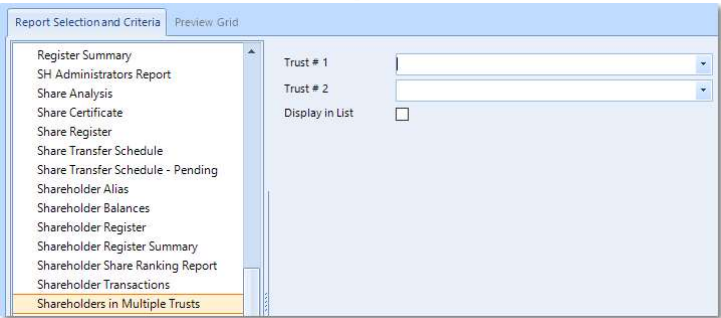 Report Selection and Criteria Preview Grid
Register Summary
SH Administrators Report
Share Analysis
Share Certificate
Share Register
Share Transfer Schedule
Share Transfer Schedule - Pending
Shareholder Alias
Shareholder Balances
Shareholder Register
Shareholder Register Summary
Shareholder Share Ranking Report
Shareholder Transactions
Shareholders in Multiple Trusts
Trust # 1
Trust # 2
Display in List